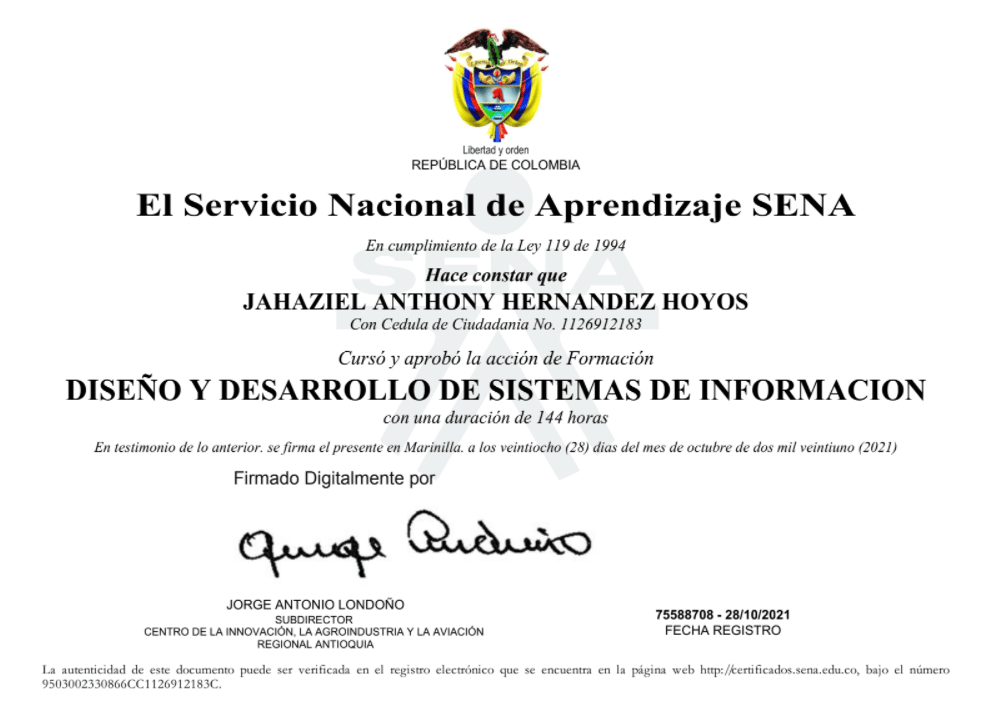 Libertad y orden
REPÚBLICA DE COLOMBIA
El Servicio Nacional de Aprendizaje SENA
En cumplimiento de la Ley 119 de 1994
SENA
Hace constar que
JAHAZIEL ANTHONY HERNANDEZ HOYOS
Con Cedula de Ciudadania No. 1126912183
Cursó y aprobó la acción de Formación
DISEÑO Y DESARROLLO DE SISTEMAS DE INFORMACION
con una duración de 144 horas
En testimonio de lo anterior. se firma el presente en Marinilla. a los veintiocho (28) dias del mes de octubre de dos mil veintiuno (2021)
Firmado Digitalmente por
JORGE ANTONIO LONDOÑO
SUBDIRECTOR
CENTRO DE LA INNOVACIÓN, LA AGROINDUSTRIA Y LA AVIACIÓN
REGIONAL ANTIOQUIA
75588708 - 28/10/2021
FECHA REGISTRO
La autenticidad de este documento puede ser verificada en el registro electrónico que se encuentra en la página web http://certificados.sena.edu.co, bajo el número
9503002330866CC1126912183C.